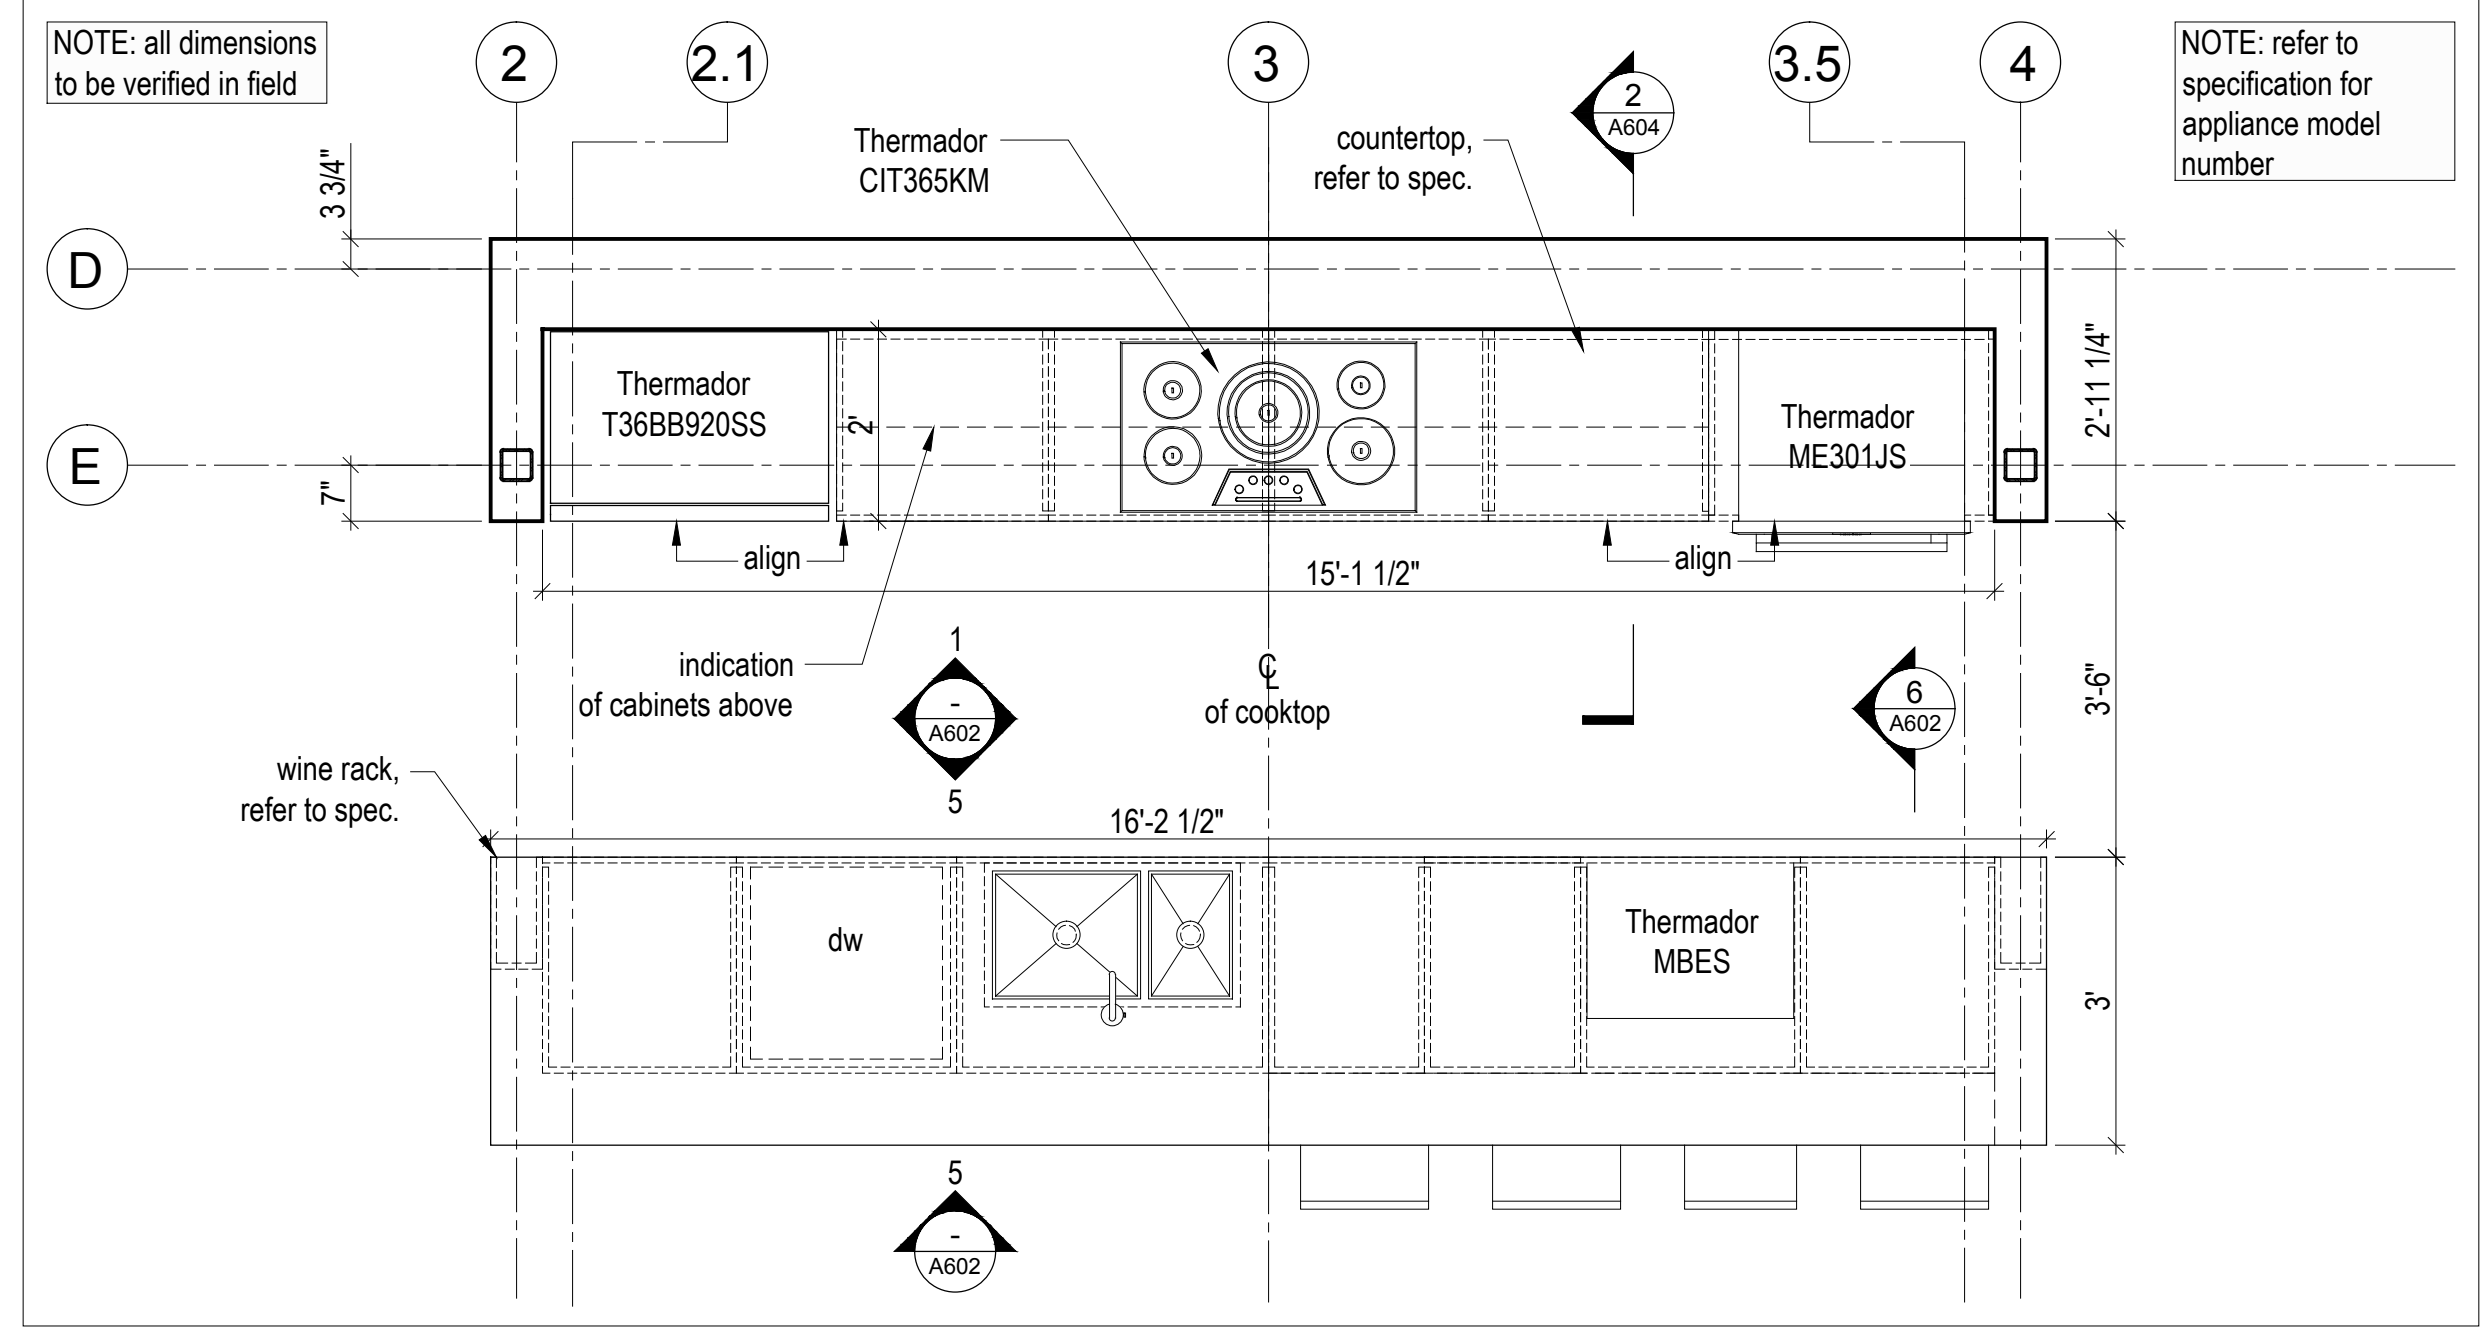 NOTE: all dimensions
to be verified in field
2
2.1
3
3.5
4
NOTE: refer to
specification for
appliance model
number
2
A604
Thermador
CIT365KM
countertop,
refer to spec.
3 3/4"
D
E
7"
Thermador
T36BB920SS
2'
Thermador
ME301JS
2'-11 1/4"
align
align
15'-1 1/2"
indication
of cabinets above
1
-
A602
5
CL
of cooktop
6
A602
3'-6"
wine rack,
refer to spec.
16'-2 1/2"
dw
Thermador
MBES
3'
5
-
A602